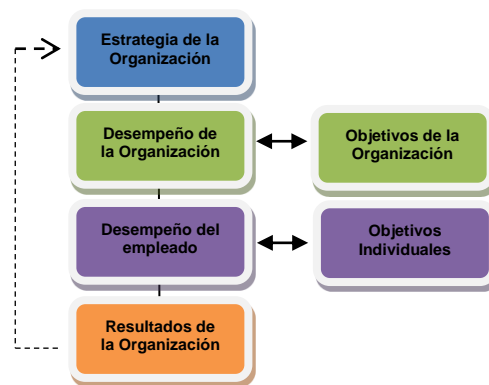 Estrategia de la
Organización
Desempeño de
la Organización
Objetivos de la
Organización
Desempeño del
empleado
Objetivos
Individuales
Resultados de
la Organización